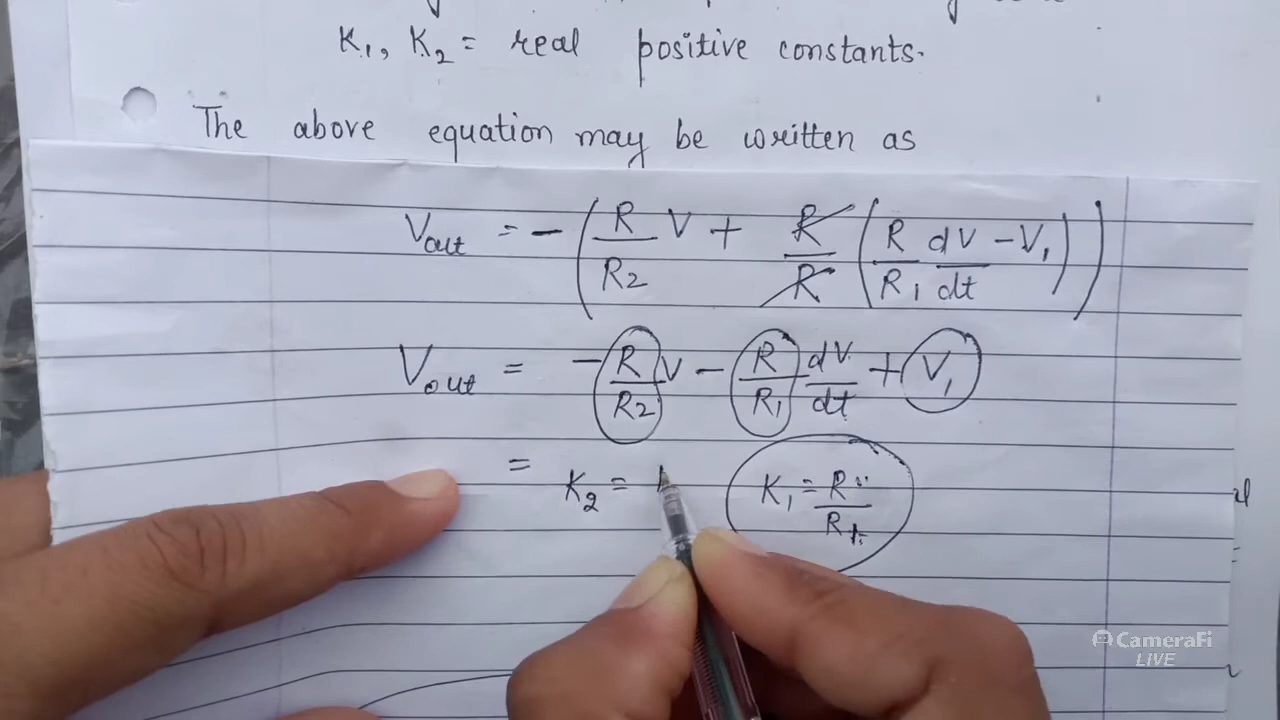 K₁, K₂ = real positive constants.
The above equation may be written as
Vout = - (R/R2 V + R/R (R/R₁ dV/dt - V₁))
Vout = - R/R2 V - R/R₁ dV/dt + V₁
=
K₂ = K₁ = R/R₁
CameraFi
LIVE